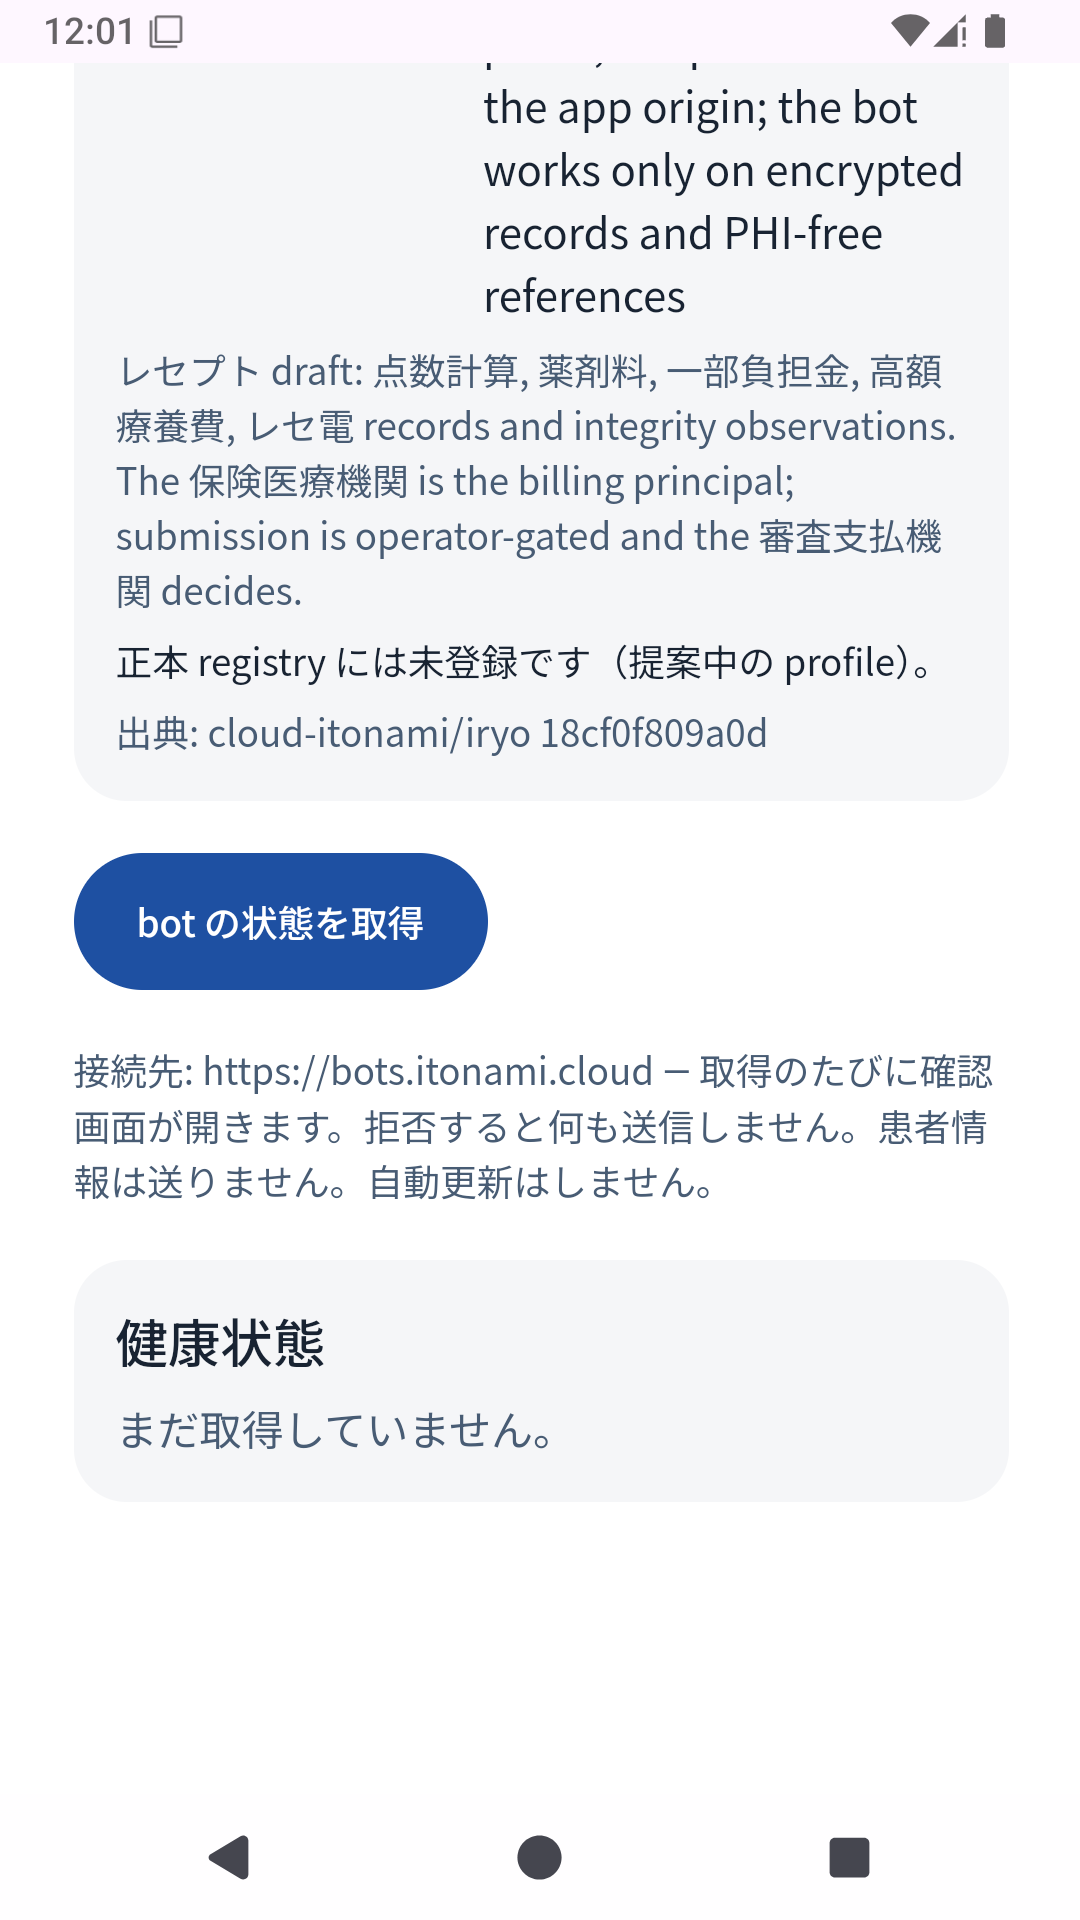 12:01
the app origin; the bot
works only on encrypted
records and PHI-free
references
レセプト draft: 点数計算, 薬剤料, 一部負担金, 高額
療養費, レセ電 records and integrity observations.
The 保険医療機関 is the billing principal;
submission is operator-gated and the 審査支払機
関 decides.
正本 registry には未登録です（提案中の profile）。
出典: cloud-itonami/iryo 18cf0f809a0d
bot の状態を取得
接続先: https://bots.itonami.cloud — 取得のたびに確認
画面が開きます。拒否すると何も送信しません。患者情
報は送りません。自動更新はしません。
健康状態
まだ取得していません。